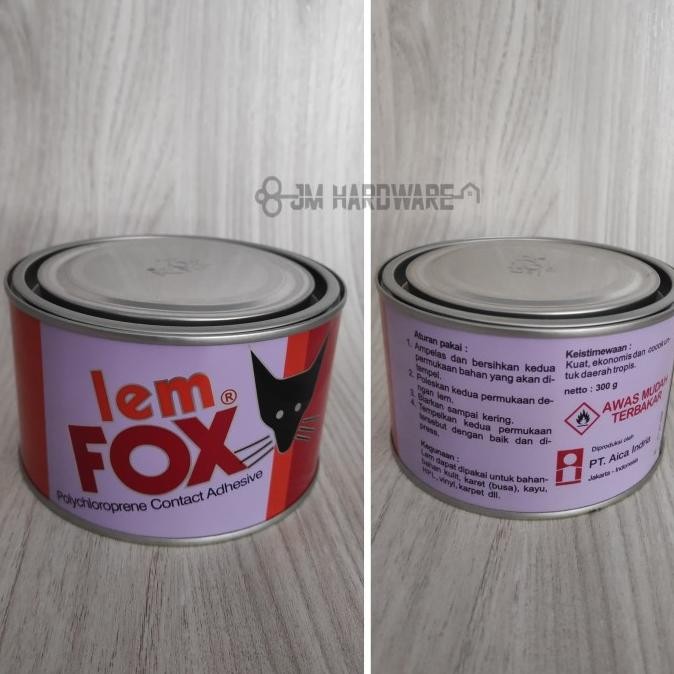 JM HARDWARE
lem
FOX®
Polychloroprene Contact Adhesive
Aturan pakai :
1. Ampelas dan bersihkan kedua
permukaan bahan yang akan di-
tempel.
2. Poleskan kedua permukaan de-
ngan lem.
3. Biarkan sampai kering.
4. Tempelkan kedua permukaan
tersebut dengan baik dan di-
press.
Kegunaan :
Lem dapat dipakai untuk bahan-
bahan kulit, karet (busa), kayu,
HPL, vinyl, karpet dll.
Keistimewaan :
Kuat, ekonomis dan cocok un-
tuk daerah tropis.
netto : 300 g
AWAS MUDAH
TERBAKAR
Diproduksi oleh
PT. Aica Indria
Jakarta - Indonesia